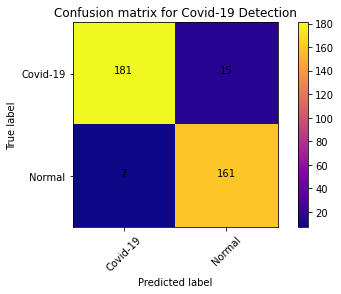 Confusion matrix for Covid-19 Detection
True label
Covid-19
181
15
Normal
7
161
Covid-19
Normal
Predicted label
180
160
140
120
100
80
60
40
20